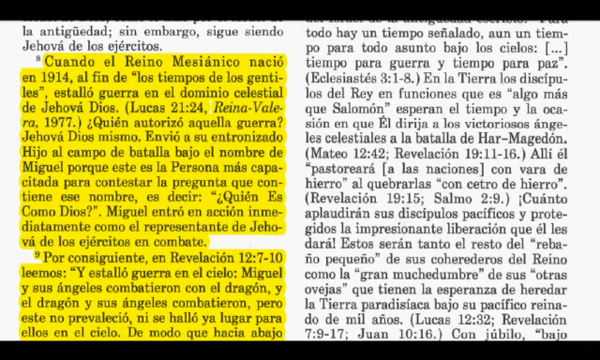 la antigüedad; sin embargo, sigue siendo
Jehová de los ejércitos.
8 Cuando el Reino Mesiánico nació
en 1914, al fin de “los tiempos de los genti-
les”, estalló guerra en el dominio celestial
de Jehová Dios. (Lucas 21:24, Reina-Vale-
ra, 1977.) ¿Quién autorizó aquella guerra?
Jehová Dios mismo. Envió a su entronizado
Hijo al campo de batalla bajo el nombre de
Miguel porque este es la Persona más capa-
citada para contestar la pregunta que con-
tiene ese nombre, es decir: “¿Quién Es
Como Dios?”. Miguel entró en acción inme-
diatamente como el representante de Jeho-
vá de los ejércitos en combate.
9 Por consiguiente, en Revelación 12:7-10
leemos: “Y estalló guerra en el cielo: Miguel
y sus ángeles combatieron con el dragón, y
el dragón y sus ángeles combatieron, pero
este no prevaleció, ni se halló ya lugar para
ellos en el cielo. De modo que hacia abajo
todo hay un tiempo señalado, aun un tiem-
po para todo asunto bajo los cielos: [...]
tiempo para guerra y tiempo para paz”.
(Eclesiastés 3:1-8.) En la Tierra los discípu-
los del Rey en funciones que es “algo más
que Salomón” esperan el tiempo y la oca-
sión en que Él dirija a los victoriosos ánge-
les celestiales a la batalla de Har-Magedón.
(Mateo 12:42; Revelación 19:11-16.) Allí él
“pastoreará [a las naciones] con vara de
hierro” al quebrarlas “con cetro de hierro”.
(Revelación 19:15; Salmo 2:9.) ¡Cuánto
aplaudirán sus discípulos pacíficos y prote-
gidos la impresionante liberación que él les
dará! Estos serán tanto el resto del “reba-
ño pequeño” de sus coherederos del Reino
como la “gran muchedumbre” de sus “otras
ovejas” que tienen la esperanza de heredar
la Tierra paradisíaca bajo su pacífico reina-
do de mil años. (Lucas 12:32; Revelación
7:9-17; Juan 10:16.) Con júbilo, “bajo